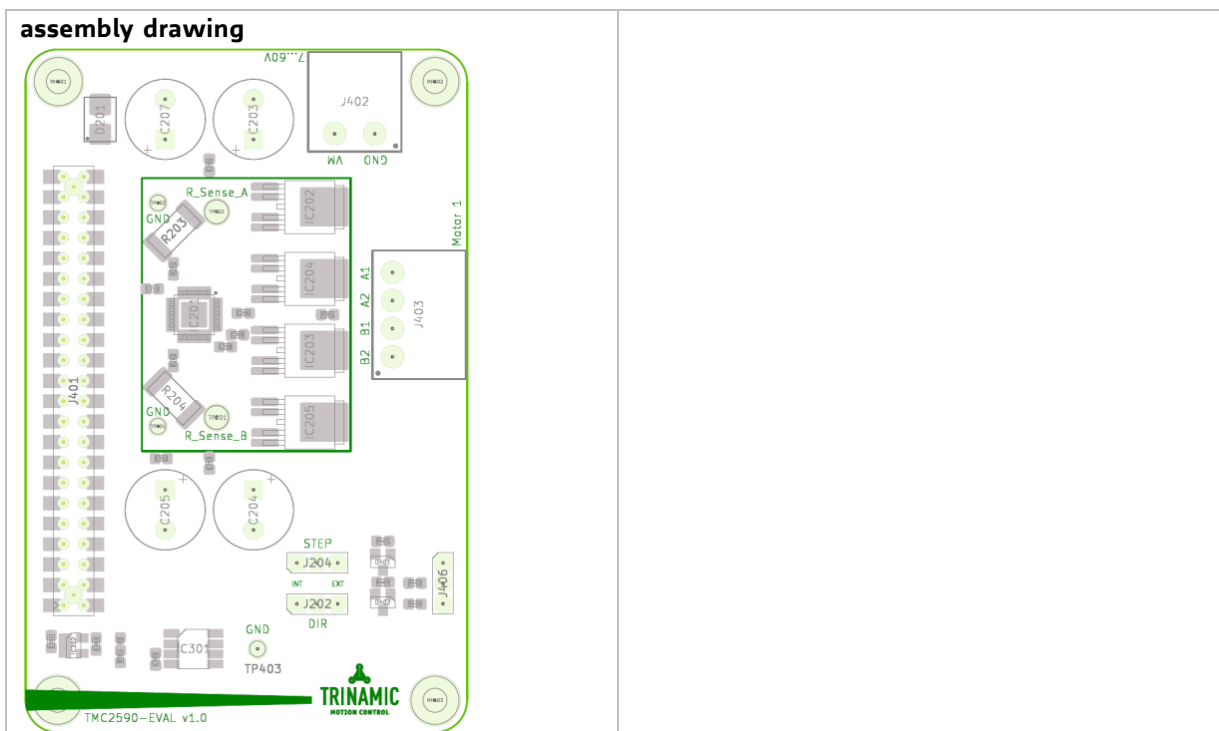 assembly drawing
7...60V
D201
C207
C203
J402
VM
GND
R_Sense_A
GND
R203
IC202
Motor 1
IC204
A1
A2
B1
B2
J403
IC201
IC203
J401
R204
GND
R_Sense_B
IC205
C205
C204
STEP
J204
INT
EXT
J202
DIR
J406
GND
TP403
TRINAMIC
MOTION CONTROL
TMC2590-EVAL v1.0